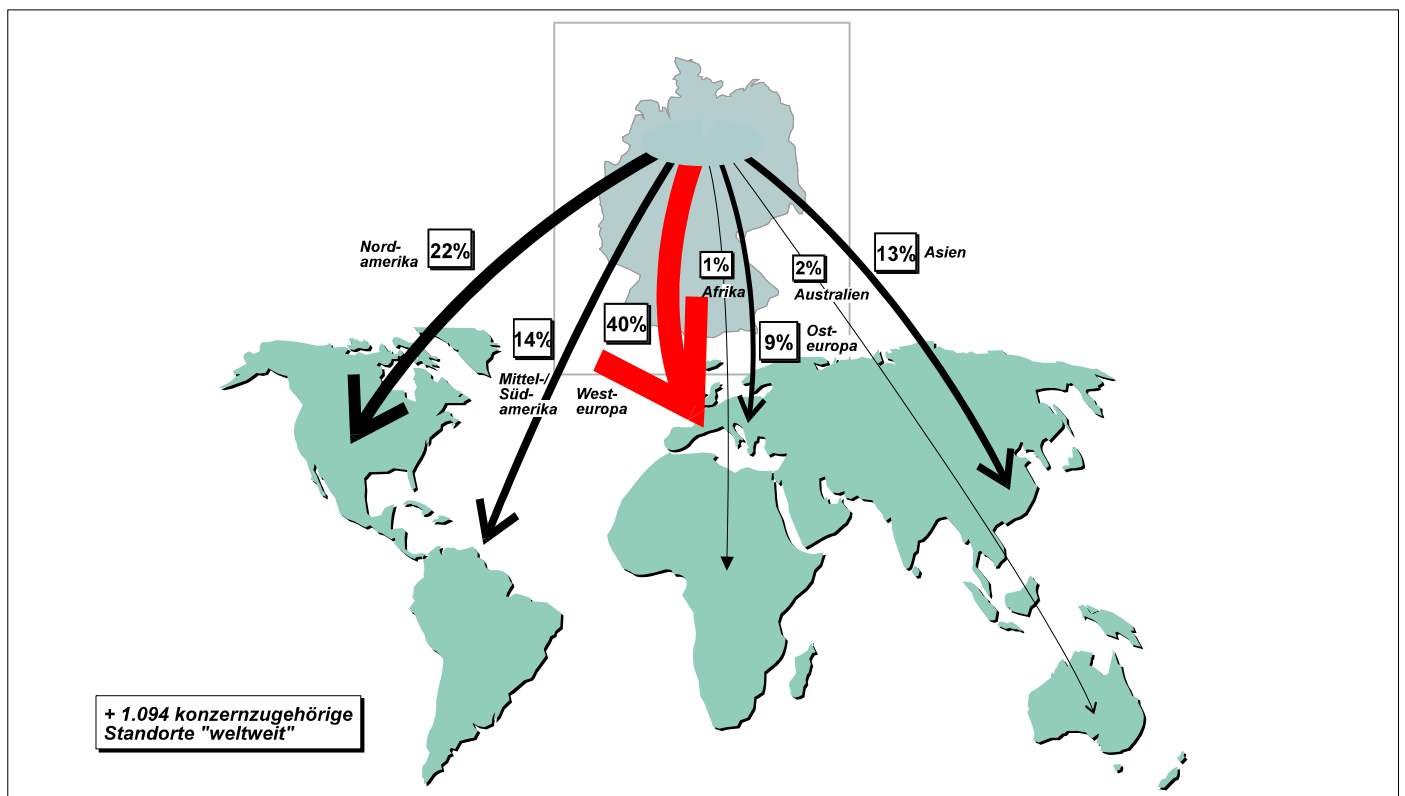 Nord-
amerika
22%
14%
Mittel-/
Süd-
amerika
40%
West-
europa
1%
Afrika
9%
Ost-
europa
2%
Australien
13%
Asien
+ 1.094 konzernzugehörige
Standorte "weltweit"